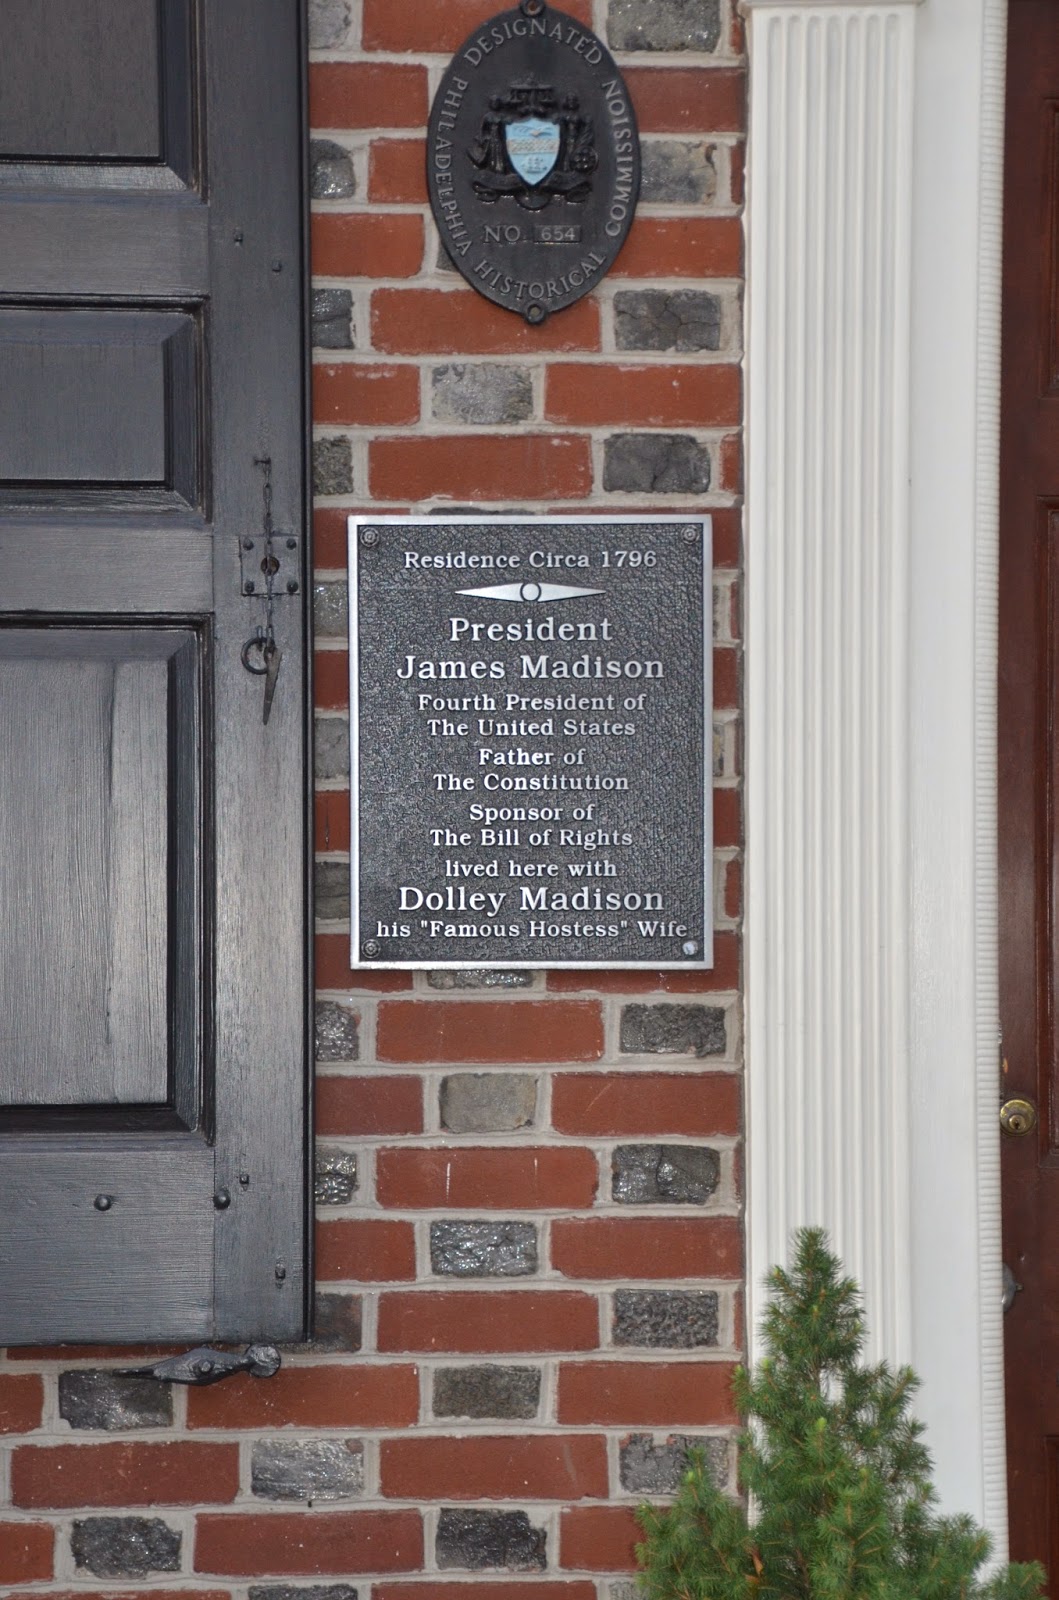 DESIGNATED
PHILADELPHIA HISTORICAL COMMISSION
NO. 654
Residence Circa 1796
President
James Madison
Fourth President of
The United States
Father of
The Constitution
Sponsor of
The Bill of Rights
lived here with
Dolley Madison
his "Famous Hostess" Wife